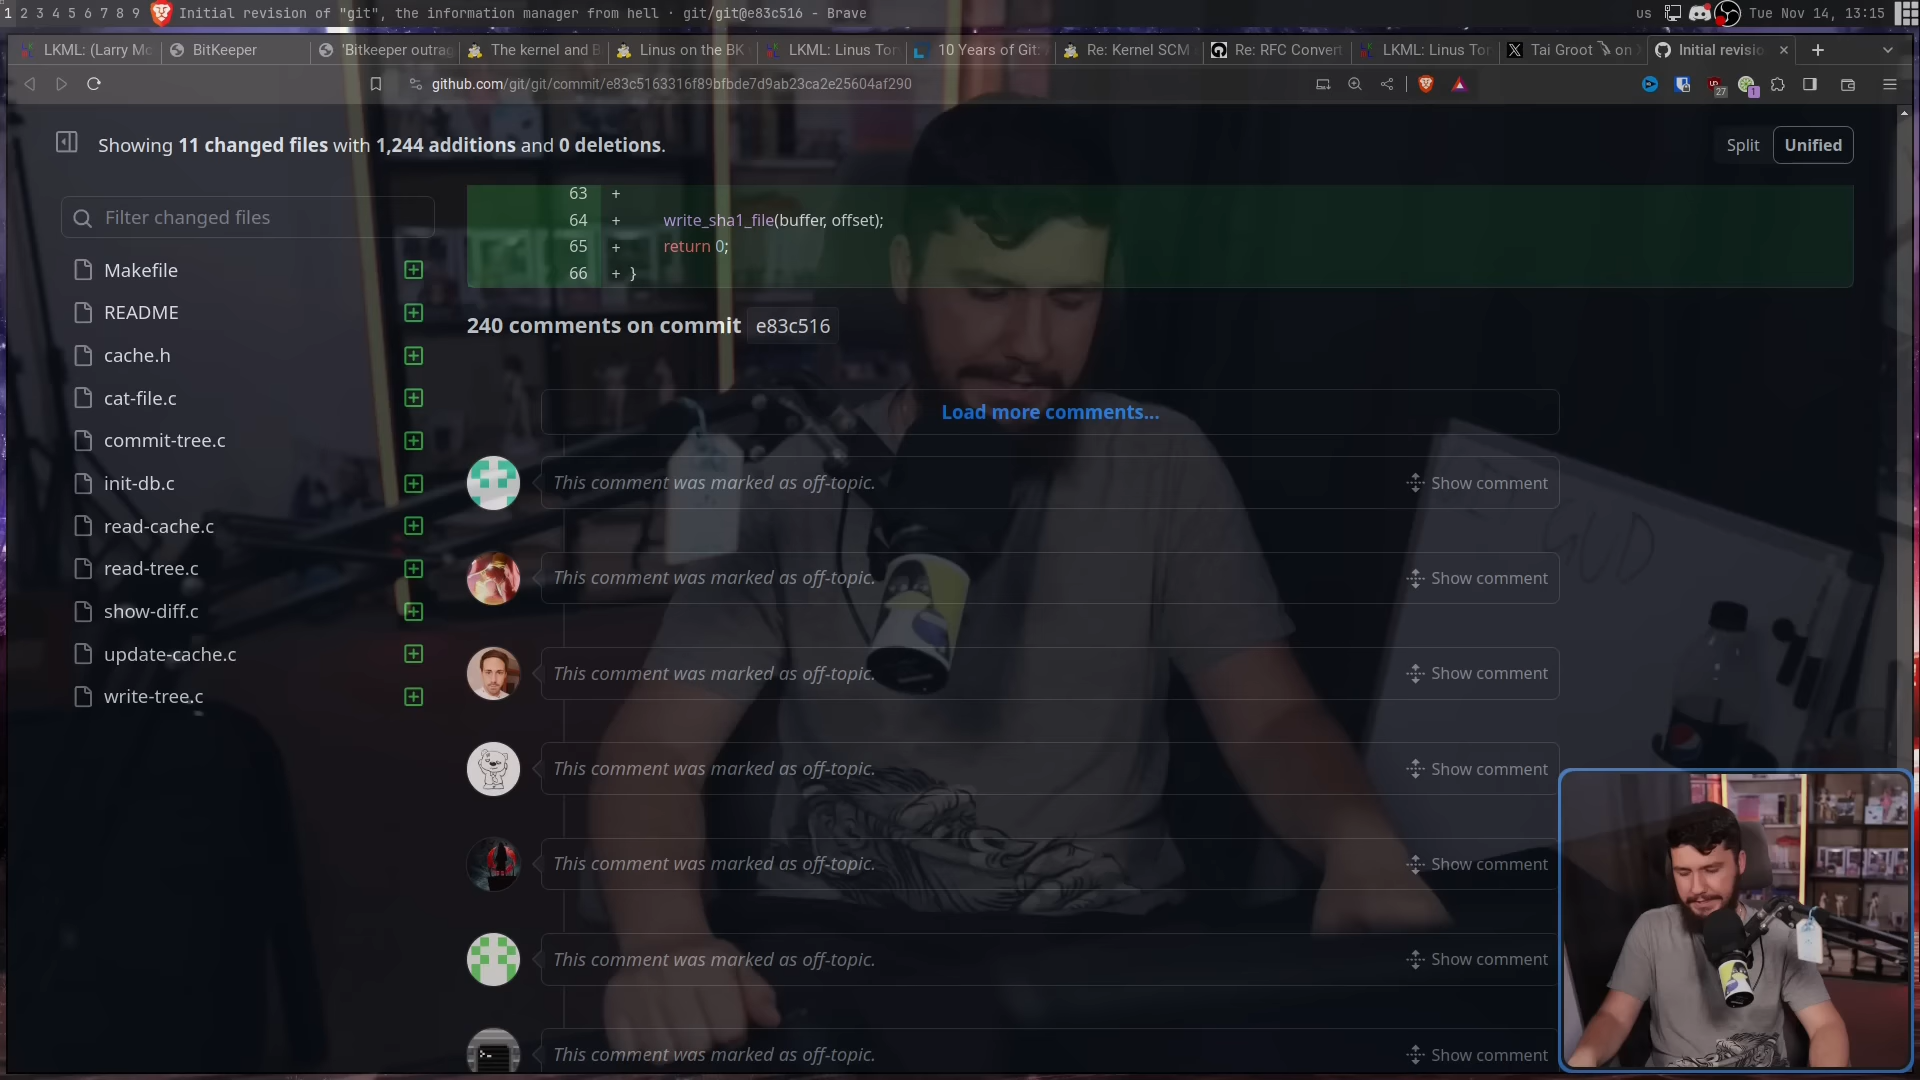 1 2 3 4 5 6 7 8 9 Initial revision of "git", the information manager from hell · git/git@e83c516 - Brave us Tue Nov 14, 13:15
LKML: (Larry Mc BitKeeper 'Bitkeeper outrag The kernel and B Linus on the BK LKML: Linus Tor 10 Years of Git: Re: Kernel SCM Re: RFC Convert LKML: Linus Tor Tai Groot on Initial revisio
github.com/git/git/commit/e83c5163316f89bfbde7d9ab23ca2e25604af290 27 1
Showing 11 changed files with 1,244 additions and 0 deletions. Split Unified
Filter changed files
Makefile
README
cache.h
cat-file.c
commit-tree.c
init-db.c
read-cache.c
read-tree.c
show-diff.c
update-cache.c
write-tree.c
63 +
64 + write_sha1_file(buffer, offset);
65 + return 0;
66 + }
240 comments on commit e83c516
Load more comments...
This comment was marked as off-topic. Show comment
This comment was marked as off-topic. Show comment
This comment was marked as off-topic. Show comment
This comment was marked as off-topic. Show comment
This comment was marked as off-topic. Show comment
This comment was marked as off-topic. Show comment
This comment was marked as off-topic. Show comment